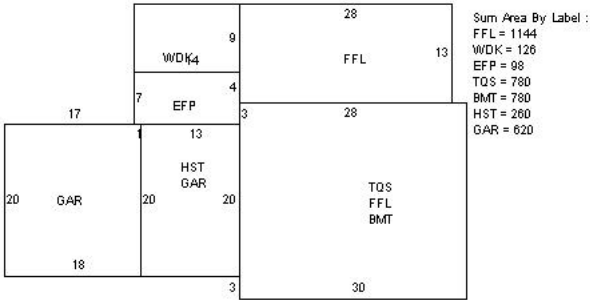 28
9
WDK
14
FFL
13
4
7
EFP
17
3
28
1
13
HST
GAR
20
GAR
20
20
TQS
FFL
BMT
18
3
30
Sum Area By Label :
FFL = 1144
WDK = 126
EFP = 98
TQS = 780
BMT = 780
HST = 260
GAR = 620